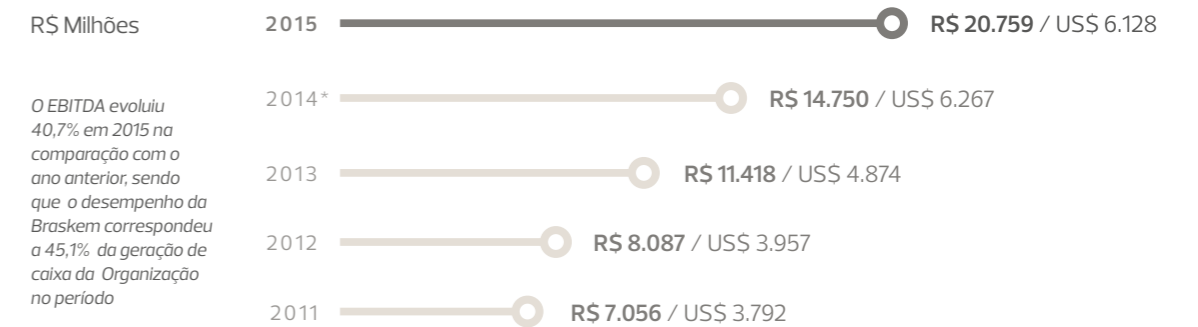 R$ Milhões
2015 R$ 20.759 / US$ 6.128
O EBITDA evoluiu
40,7% em 2015 na
comparação com o
ano anterior, sendo
que o desempenho da
Braskem correspondeu
a 45,1% da geração de
caixa da Organização
no período
2014* R$ 14.750 / US$ 6.267
2013 R$ 11.418 / US$ 4.874
2012 R$ 8.087 / US$ 3.957
2011 R$ 7.056 / US$ 3.792